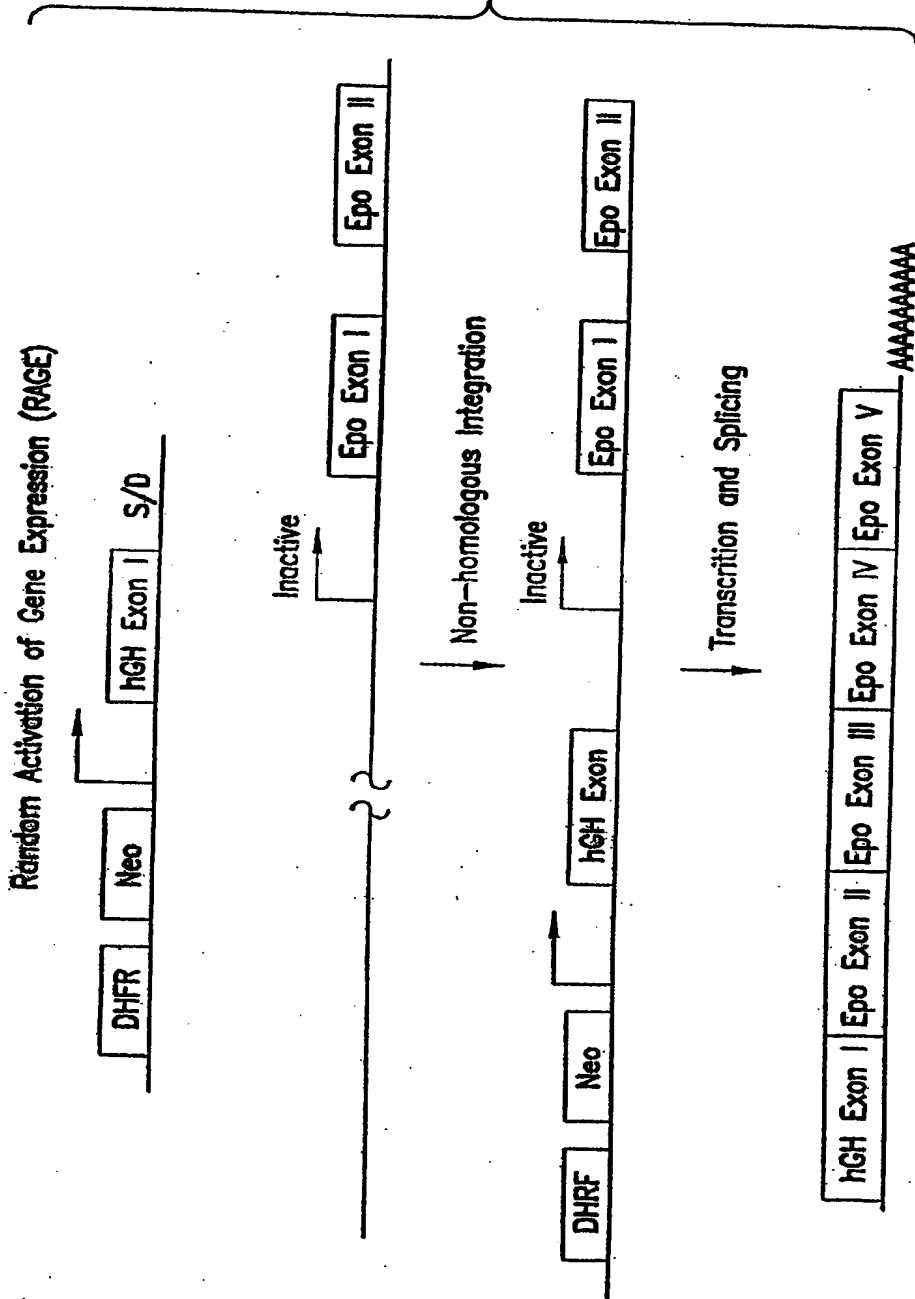 Random Activation of Gene Expression (RAGE)
DHFR Neo hGH Exon I S/D
Inactive
Epo Exon I Epo Exon II
Non-homologous Integration
Inactive
DHRF Neo hGH Exon Epo Exon I Epo Exon II
Transcrition and Splicing
hGH Exon I Epo Exon II Epo Exon III Epo Exon IV Epo Exon V
AAAAAAAAAA